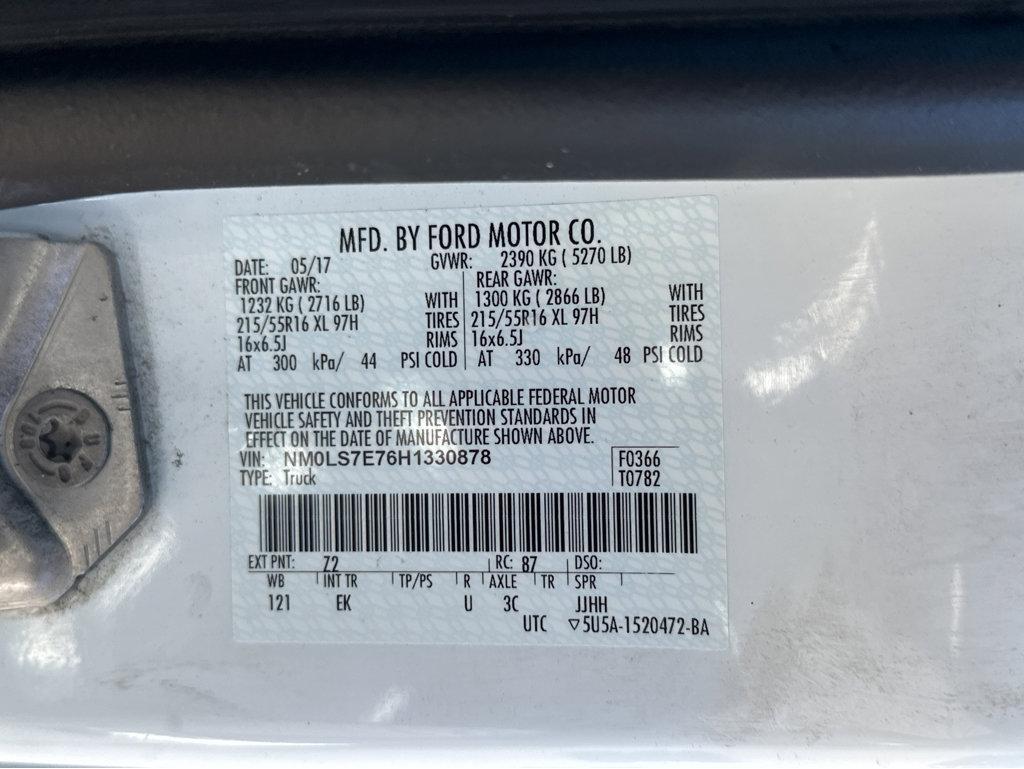 MFD. BY FORD MOTOR CO.
DATE: 05/17 GVWR: 2390 KG ( 5270 LB)
FRONT GAWR: REAR GAWR:
1232 KG ( 2716 LB) WITH 1300 KG ( 2866 LB) WITH
215/55R16 XL 97H TIRES 215/55R16 XL 97H TIRES
16x6.5J RIMS 16x6.5J RIMS
AT 300 kPa/ 44 PSI COLD AT 330 kPa/ 48 PSI COLD
THIS VEHICLE CONFORMS TO ALL APPLICABLE FEDERAL MOTOR
VEHICLE SAFETY AND THEFT PREVENTION STANDARDS IN
EFFECT ON THE DATE OF MANUFACTURE SHOWN ABOVE.
VIN: NM0LS7E76H1330878 F0366
TYPE: Truck T0782
EXT PNT: Z2 RC: 87 DSO:
WB INT TR TP/PS R AXLE TR SPR
121 EK U 3C JJHH
UTC ▽5U5A-1520472-BA